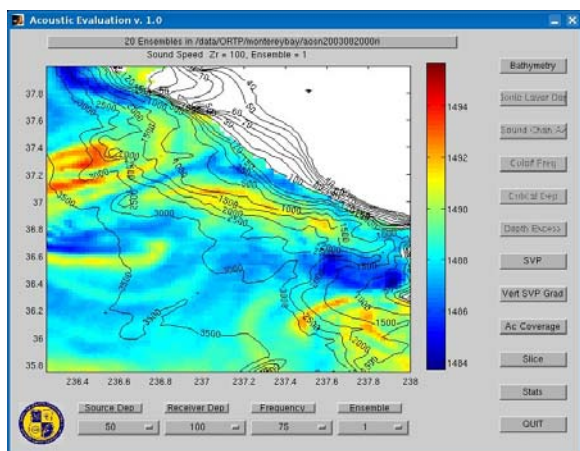 Acoustic Evaluation v. 1.0
20 Ensembles in /data/ORTP/montereybay/aosn2003082000ri
Sound Speed Zr = 100, Ensemble = 1
37.8
37.6
37.4
37.2
37
36.8
36.6
36.4
36.2
36
35.8
236.4
236.6
236.8
237
237.2
237.4
237.6
237.8
238
1494
1492
1490
1488
1486
1484
Bathymetry
Cutoff Freq
Critical Dep
Depth Excess
SVP
Vert SVP Grad
Ac Coverage
Slice
Stats
QUIT
Source Dep
Receiver Dep
Frequency
Ensemble
50
100
75
1